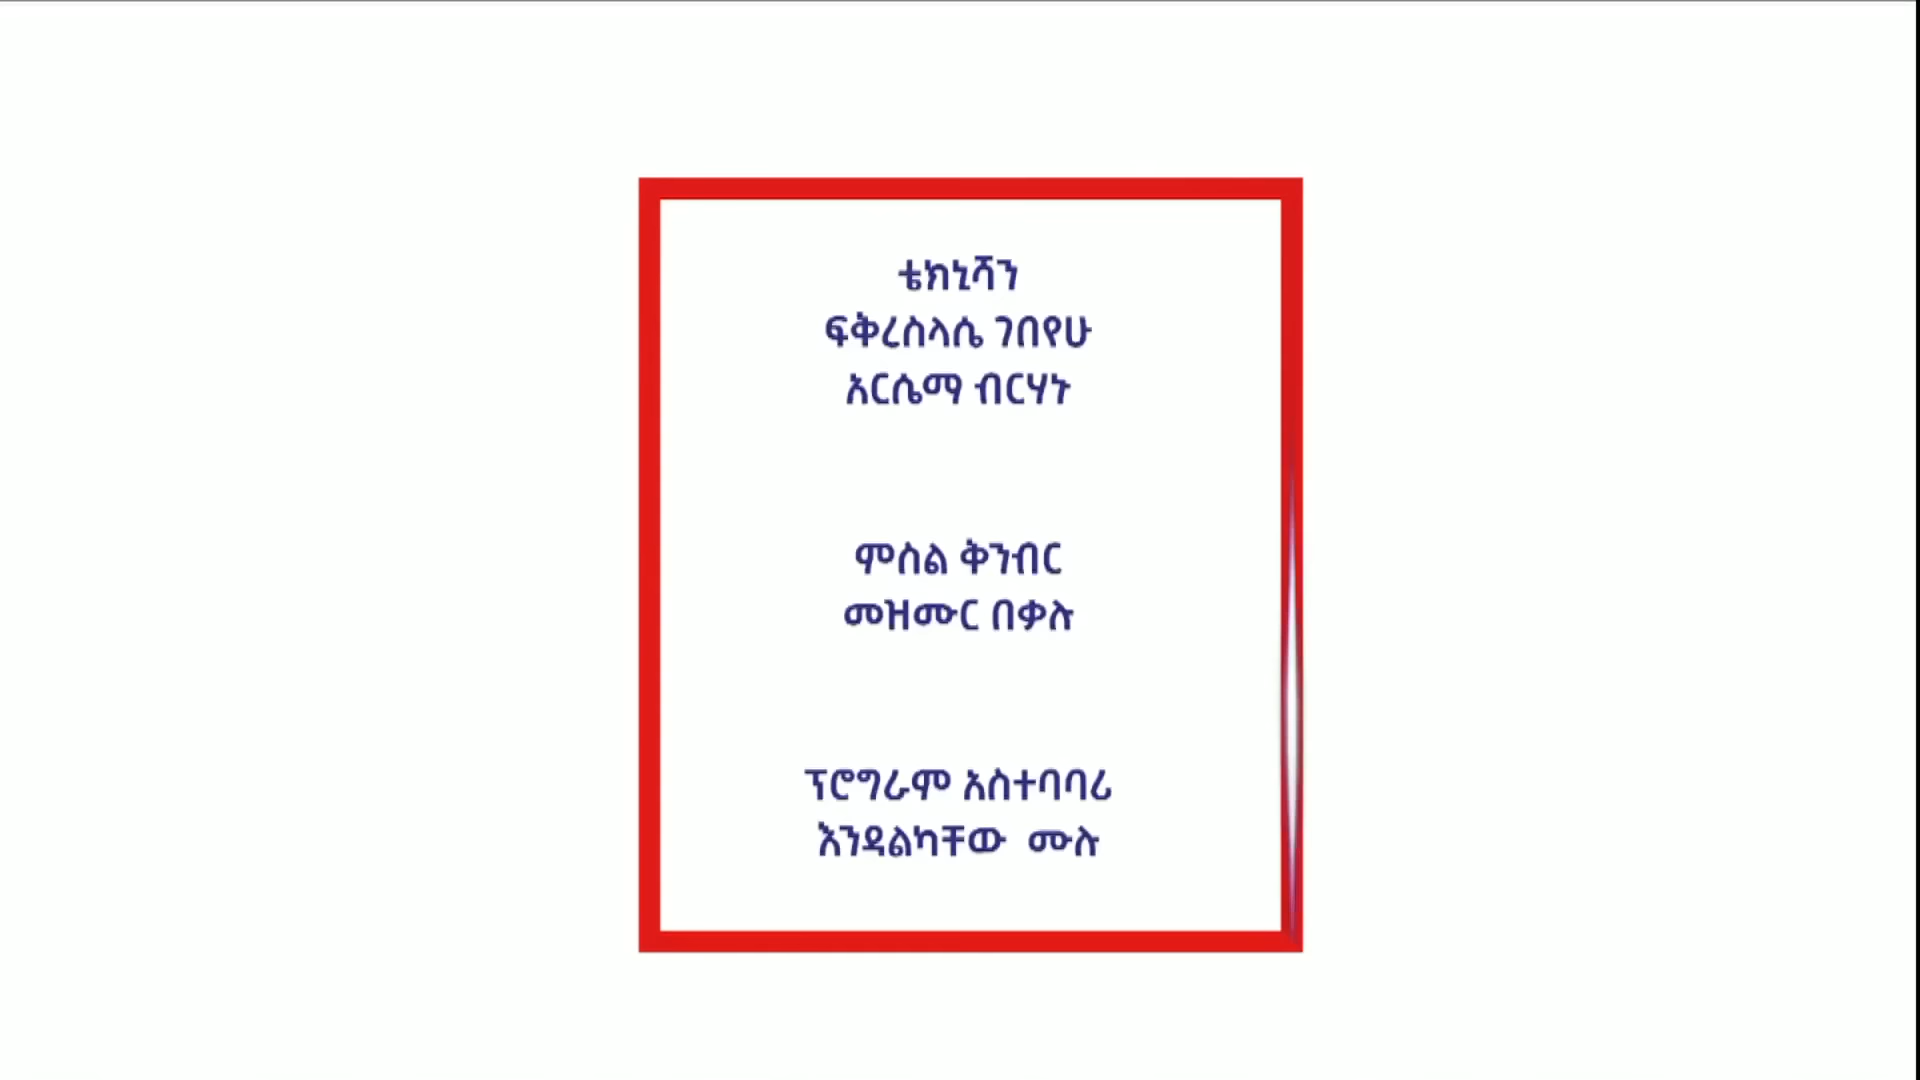 ቴክኒሻን
ፍቅረስላሴ ገበየሁ
አርሴማ ብርሃኑ
ምስል ቅንብር
መዝሙር በቃሉ
ፕሮግራም አስተባባሪ
እንዳልካቸው ሙሉ